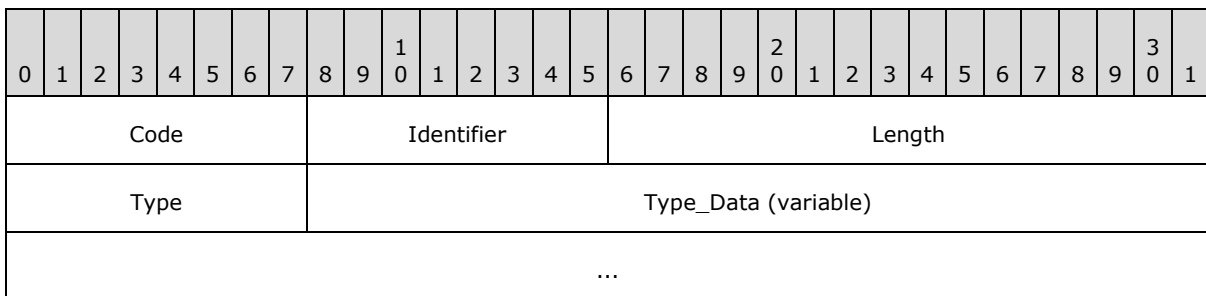 0 1 2 3 4 5 6 7 8 9 1 0 1 2 3 4 5 6 7 8 9 2 0 1 2 3 4 5 6 7 8 9 3 0 1
Code Identifier Length
Type Type_Data (variable)
...